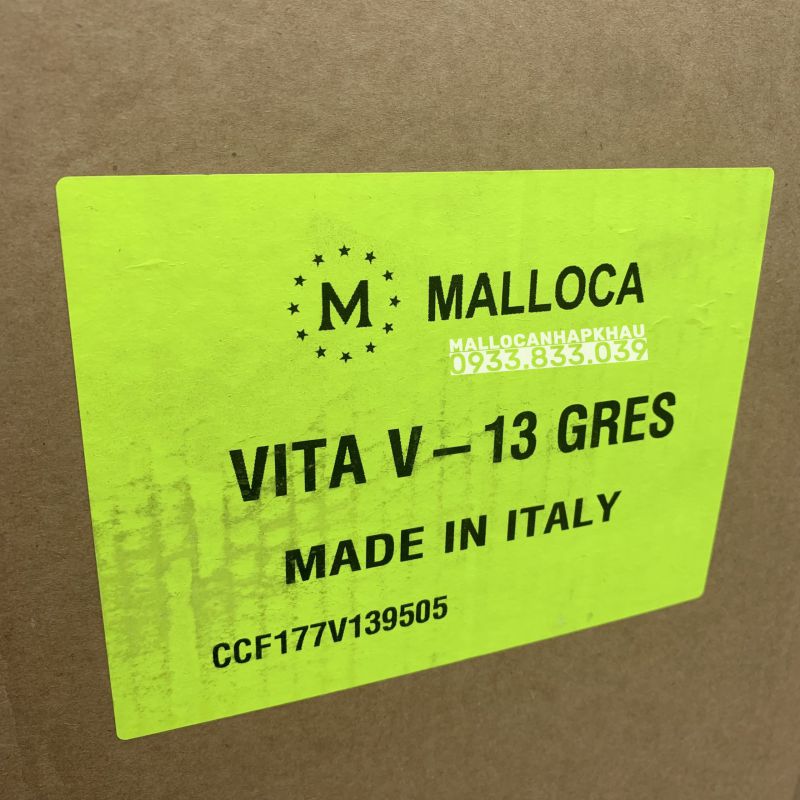 M MALLOCA
MALLOCANHAPKHAU
0933.833.039
VITA V-13 GRES
MADE IN ITALY
CCF177V139505